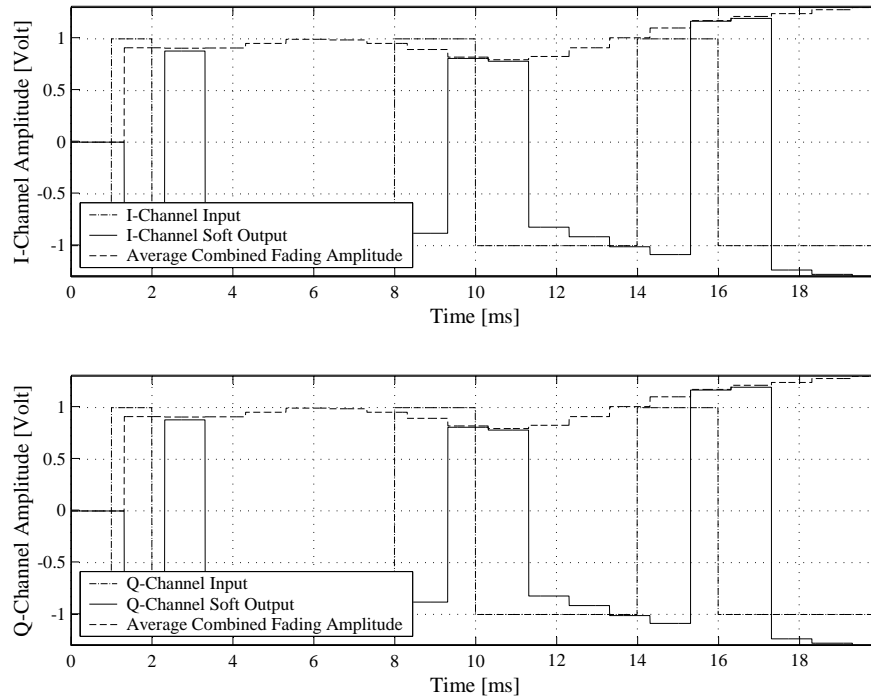 1
0.5
0
-0.5
-1
I-Channel Amplitude [Volt]
I-Channel Input
I-Channel Soft Output
Average Combined Fading Amplitude
0 2 4 6 8 10 12 14 16 18
Time [ms]
1
0.5
0
-0.5
-1
Q-Channel Amplitude [Volt]
Q-Channel Input
Q-Channel Soft Output
Average Combined Fading Amplitude
0 2 4 6 8 10 12 14 16 18
Time [ms]